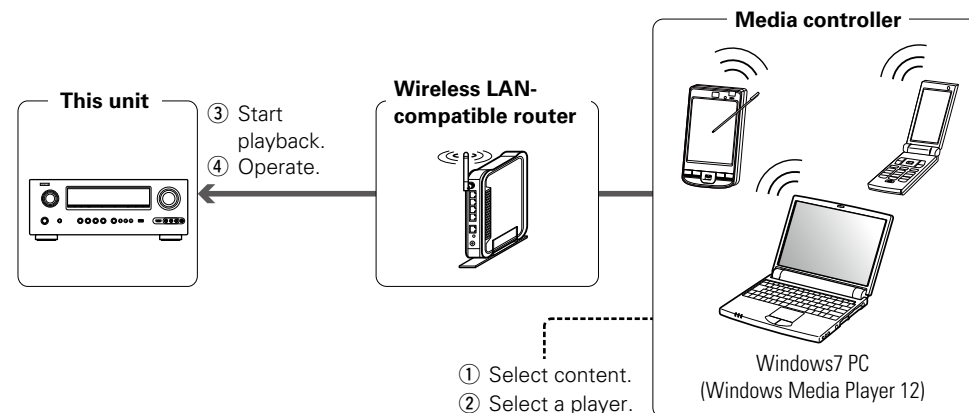 Media controller
This unit
③ Start
playback.
④ Operate.
Wireless LAN-
compatible router
① Select content.
② Select a player.
Windows7 PC
(Windows Media Player 12)